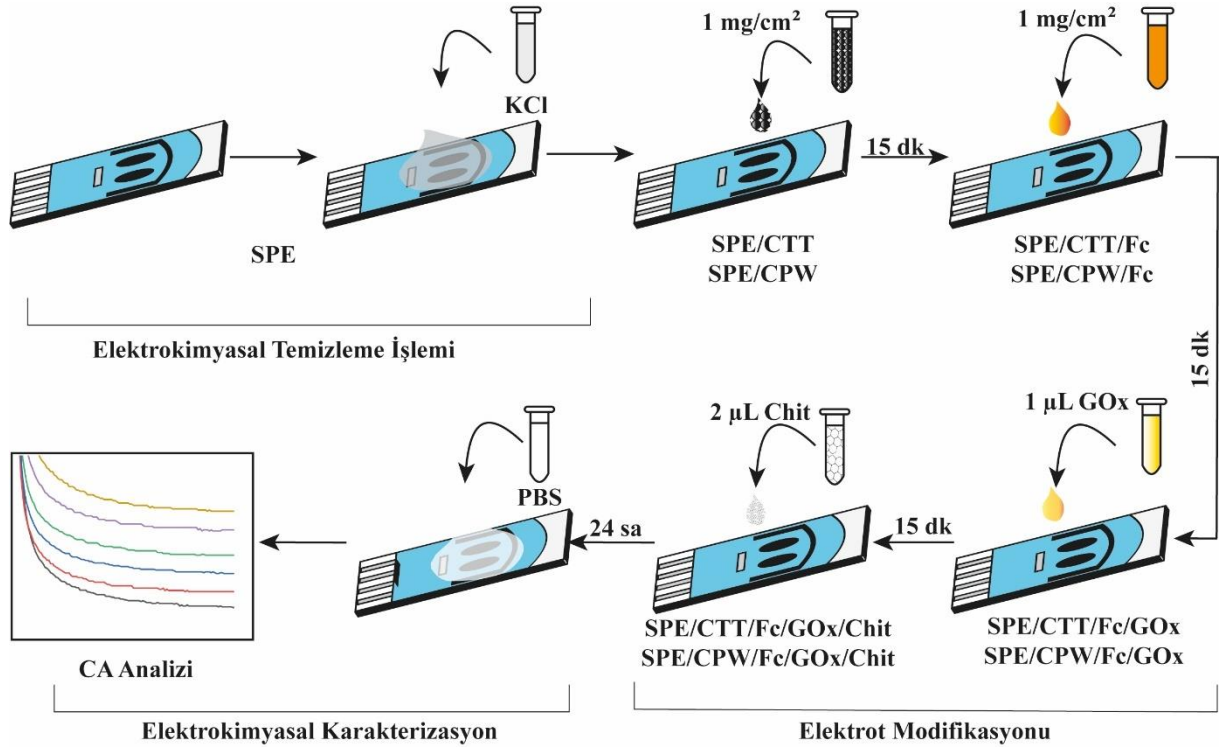 1 mg/cm²
1 mg/cm²
KCl
15 dk
SPE
SPE/CTT
SPE/CPW
SPE/CTT/Fc
SPE/CPW/Fc
Elektrokimyasal Temizleme İşlemi
15 dk
1 µL GOx
2 µL Chit
PBS
15 dk
24 sa
SPE/CTT/Fc/GOx
SPE/CPW/Fc/GOx
SPE/CTT/Fc/GOx/Chit
SPE/CPW/Fc/GOx/Chit
CA Analizi
Elektrokimyasal Karakterizasyon
Elektrot Modifikasyonu